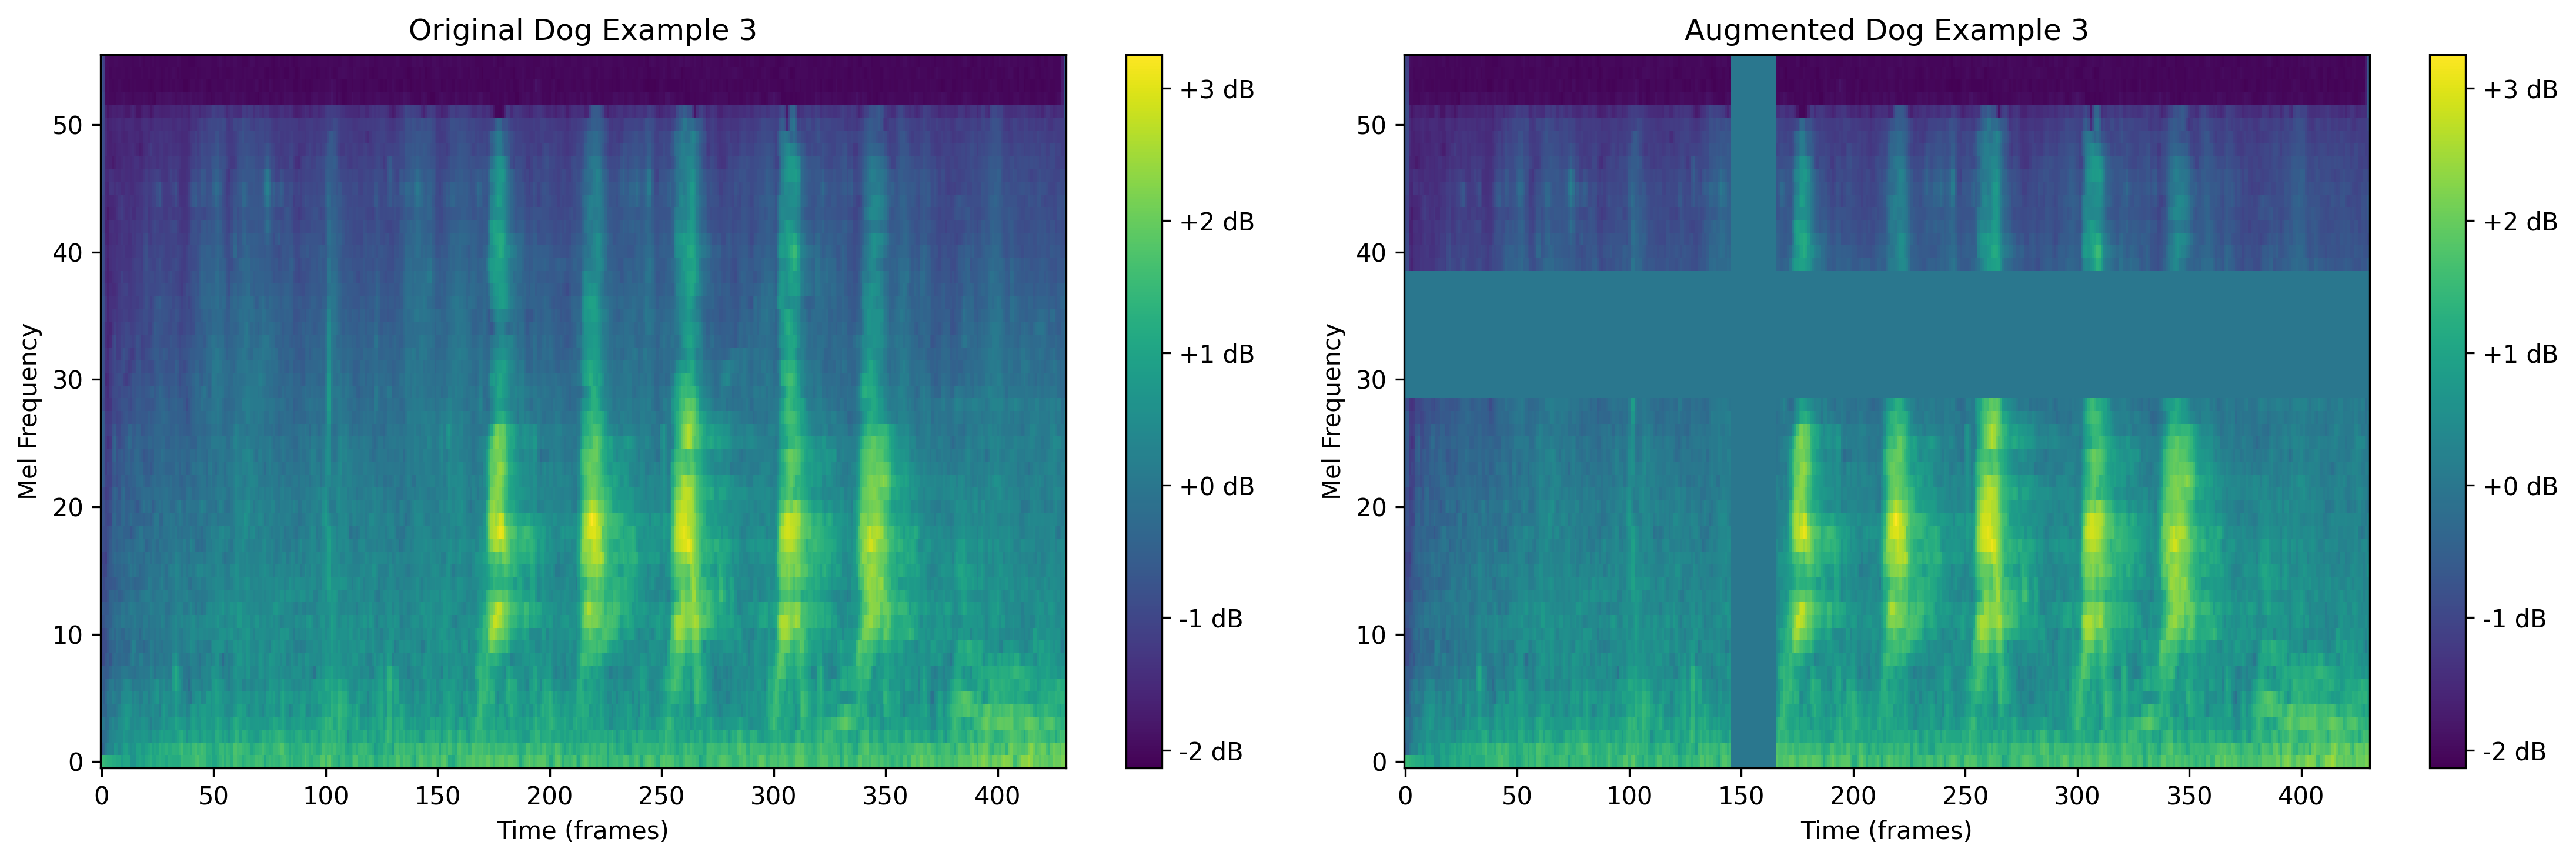 Original Dog Example 3
Mel Frequency
50
40
30
20
10
0
0 50 100 150 200 250 300 350 400
Time (frames)
+3 dB
+2 dB
+1 dB
+0 dB
-1 dB
-2 dB
Augmented Dog Example 3
Mel Frequency
50
40
30
20
10
0
0 50 100 150 200 250 300 350 400
Time (frames)
+3 dB
+2 dB
+1 dB
+0 dB
-1 dB
-2 dB